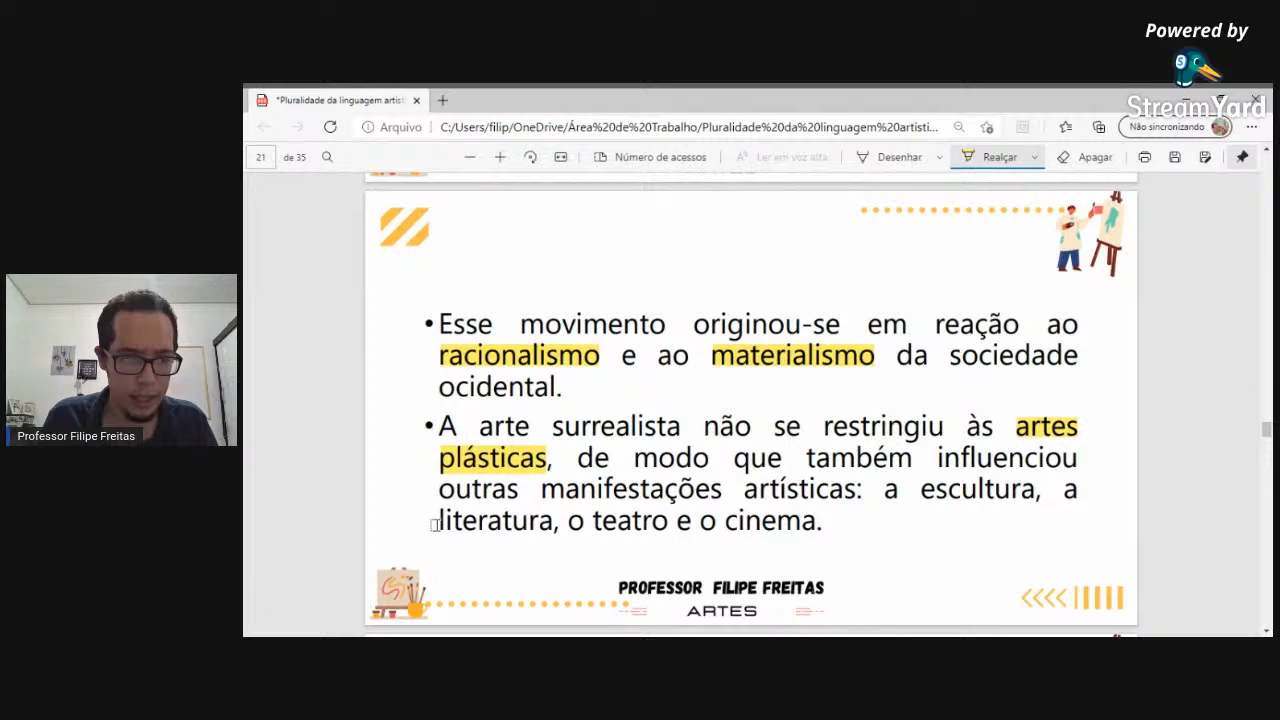 Powered by
S
StreamYard
*Pluralidade da linguagem artist
Arquivo
C:/Users/filip/OneDrive/Área%20de%20Trabalho/Pluralidade%20da%20linguagem%20artisti...
Não sincronizando
21 de 35
Número de acessos
Ler em voz alta
Desenhar
Realçar
Apagar
• Esse movimento originou-se em reação ao
racionalismo e ao materialismo da sociedade
ocidental.
• A arte surrealista não se restringiu às artes
plásticas, de modo que também influenciou
outras manifestações artísticas: a escultura, a
literatura, o teatro e o cinema.
Professor Filipe Freitas
PROFESSOR FILIPE FREITAS
ARTES